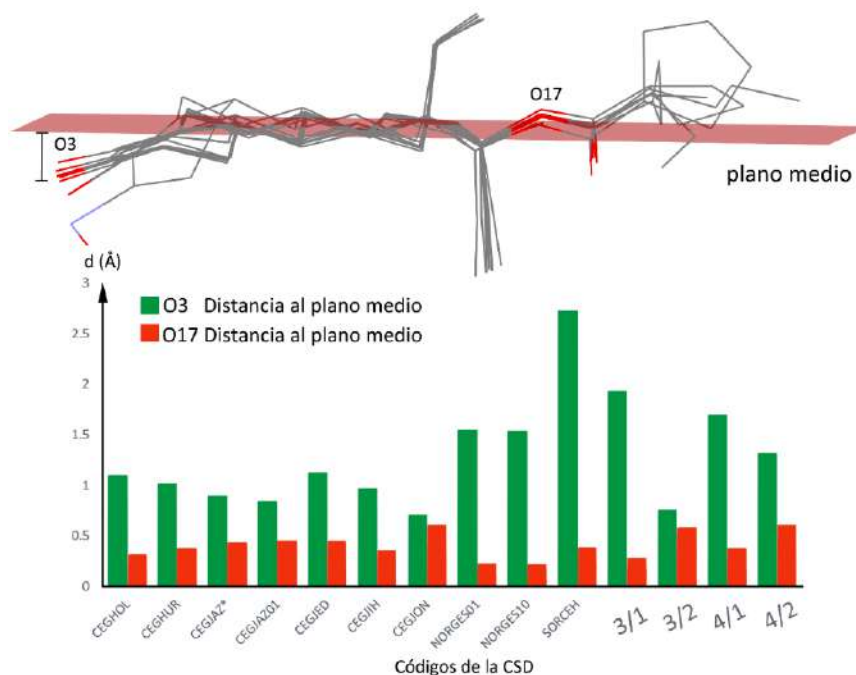 O17
O3
plano medio
d (Å)
3
O3 Distancia al plano medio
2.5
O17 Distancia al plano medio
2
1.5
1
0.5
0
CEGHOL
CEGHUR
CEGJAZ*
CEGJAZ01
CEGJED
CEGJIH
CEGJON
NORGES01
NORGES10
SORCEH
3/1
3/2
4/1
4/2
Códigos de la CSD